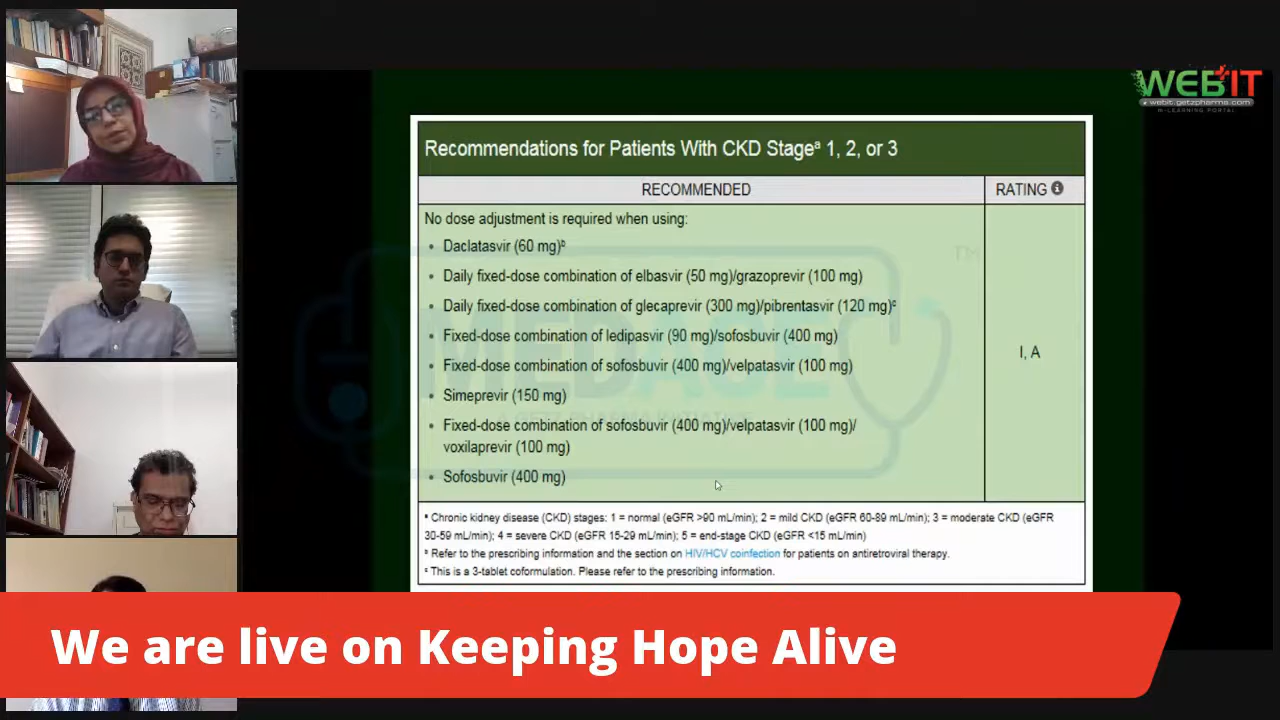 WEBIT
webit.getzpharma.com
Recommendations for Patients With CKD Stageª 1, 2, or 3
RECOMMENDED
RATING
No dose adjustment is required when using:
• Daclatasvir (60 mg)ᵇ
• Daily fixed-dose combination of elbasvir (50 mg)/grazoprevir (100 mg)
• Daily fixed-dose combination of glecaprevir (300 mg)/pibrentasvir (120 mg)ᶜ
• Fixed-dose combination of ledipasvir (90 mg)/sofosbuvir (400 mg)
• Fixed-dose combination of sofosbuvir (400 mg)/velpatasvir (100 mg)
• Simeprevir (150 mg)
• Fixed-dose combination of sofosbuvir (400 mg)/velpatasvir (100 mg)/
voxilaprevir (100 mg)
• Sofosbuvir (400 mg)
I, A
ª Chronic kidney disease (CKD) stages: 1 = normal (eGFR >90 mL/min); 2 = mild CKD (eGFR 60-89 mL/min); 3 = moderate CKD (eGFR
30-59 mL/min); 4 = severe CKD (eGFR 15-29 mL/min); 5 = end-stage CKD (eGFR <15 mL/min)
ᵇ Refer to the prescribing information and the section on HIV/HCV coinfection for patients on antiretroviral therapy.
ᶜ This is a 3-tablet coformulation. Please refer to the prescribing information.
TM
MEDACE
We are live on Keeping Hope Alive